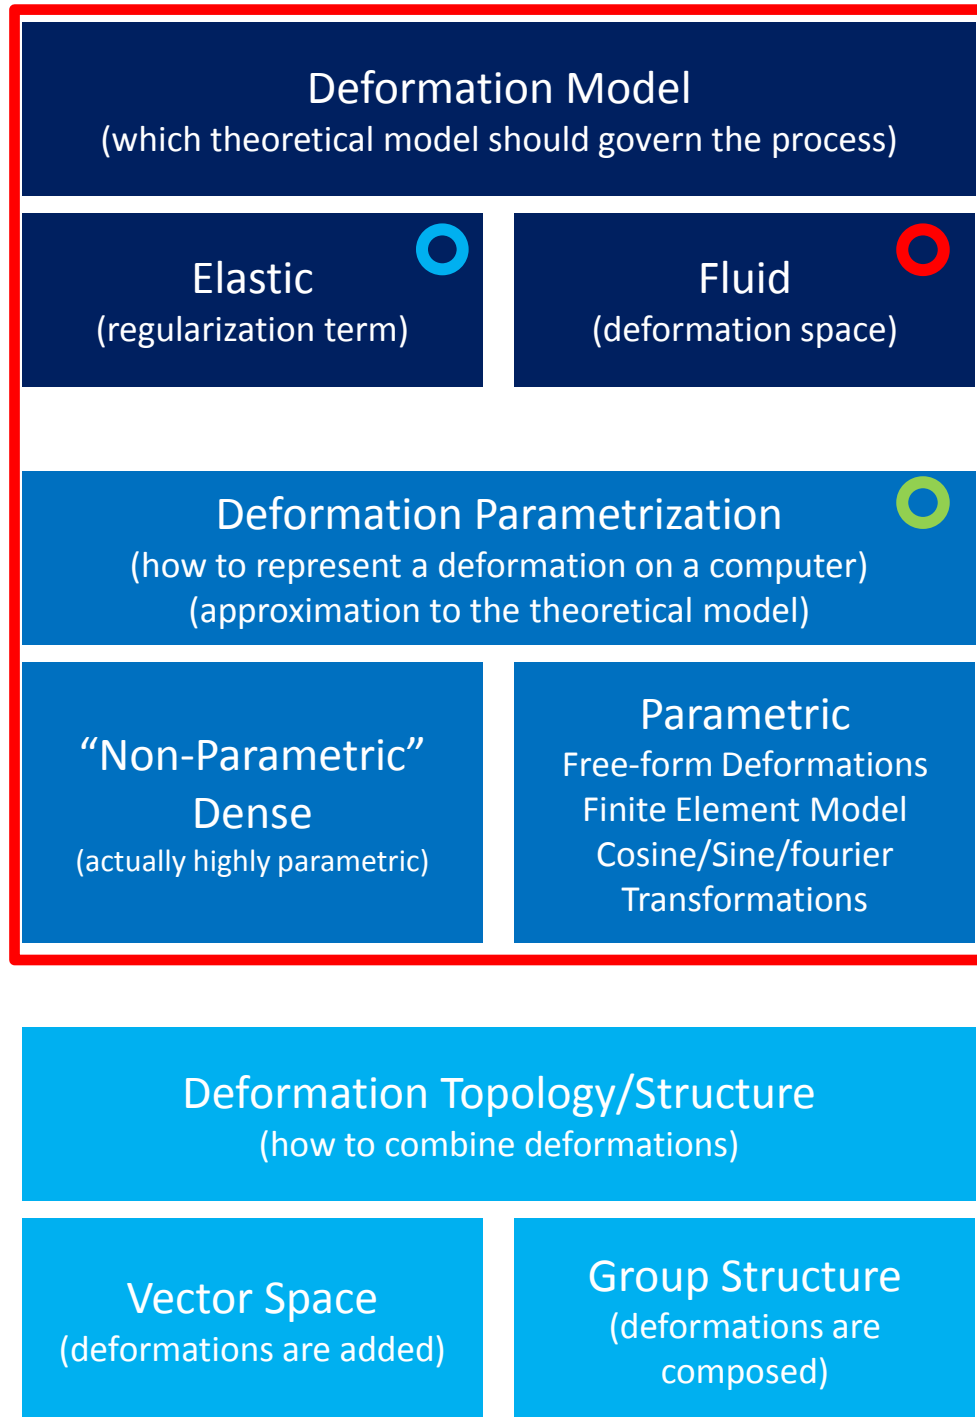 Deformation Model
(which theoretical model should govern the process)
Elastic
(regularization term)
Fluid
(deformation space)
Deformation Parametrization
(how to represent a deformation on a computer)
(approximation to the theoretical model)
“Non-Parametric”
Dense
(actually highly parametric)
Parametric
Free-form Deformations
Finite Element Model
Cosine/Sine/fourier
Transformations
Deformation Topology/Structure
(how to combine deformations)
Vector Space
(deformations are added)
Group Structure
(deformations are
composed)